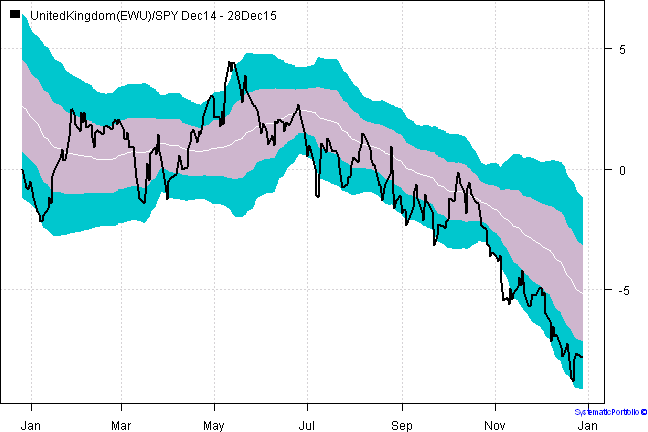 UnitedKingdom(EWU)/SPY Dec14 - 28Dec15
5
0
-5
Jan Mar May Jul Sep Nov Jan
SystematicPortfolio ©